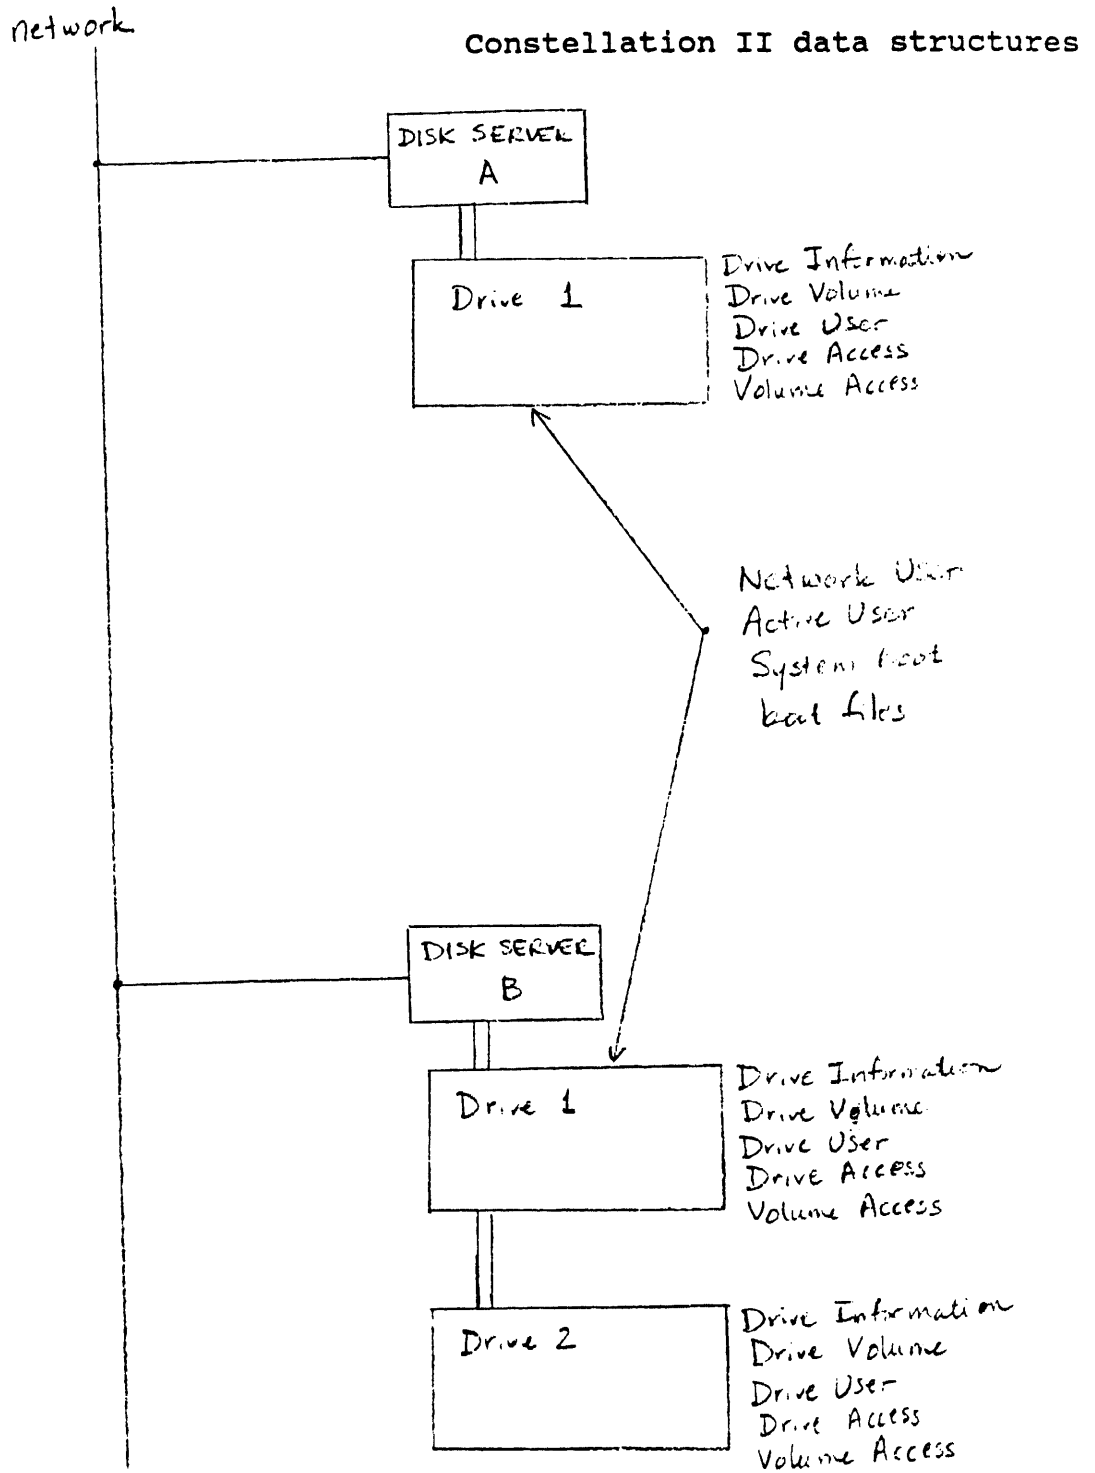 network
Constellation II data structures
DISK SERVER
A
Drive 1
Drive Information
Drive Volume
Drive User
Drive Access
Volume Access
Network User
Active User
System boot
boot files
DISK SERVER
B
Drive 1
Drive Information
Drive Volume
Drive User
Drive Access
Volume Access
Drive 2
Drive Information
Drive Volume
Drive User
Drive Access
Volume Access